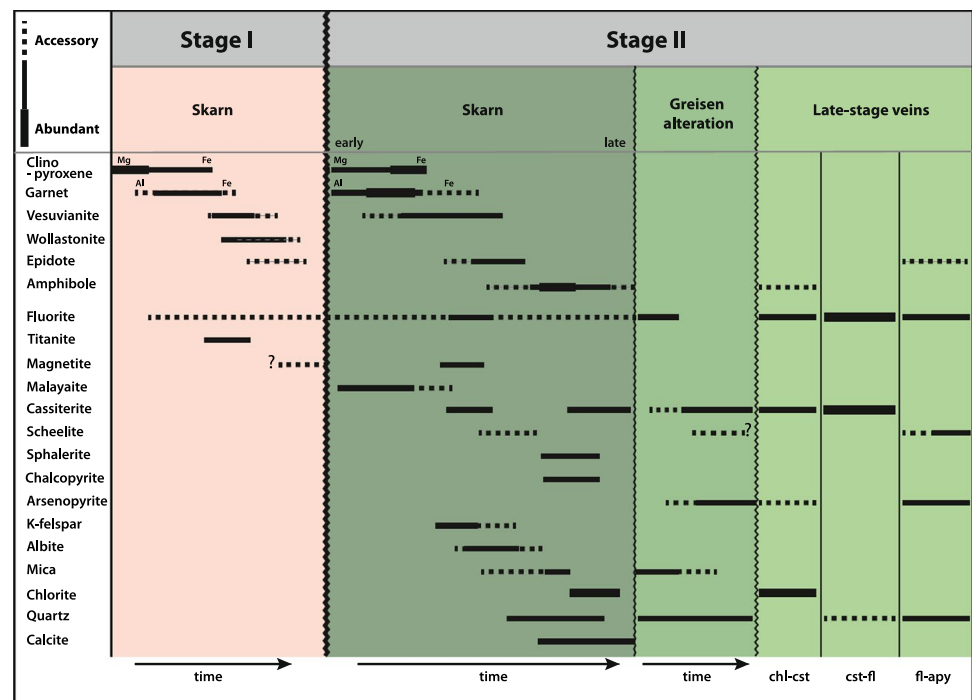 Accessory
Abundant
Stage I
Stage II
Skarn
Skarn
early
late
Greisen
alteration
Late-stage veins
Clino
- pyroxene
Mg
Fe
Mg
Fe
Garnet
Al
Fe
Al
Fe
Vesuvianite
Wollastonite
Epidote
Amphibole
Fluorite
Titanite
Magnetite
?
Malayaite
Cassiterite
Scheelite
?
Sphalerite
Chalcopyrite
Arsenopyrite
K-felspar
Albite
Mica
Chlorite
Quartz
Calcite
time
time
time
chl-cst
cst-fl
fl-apy